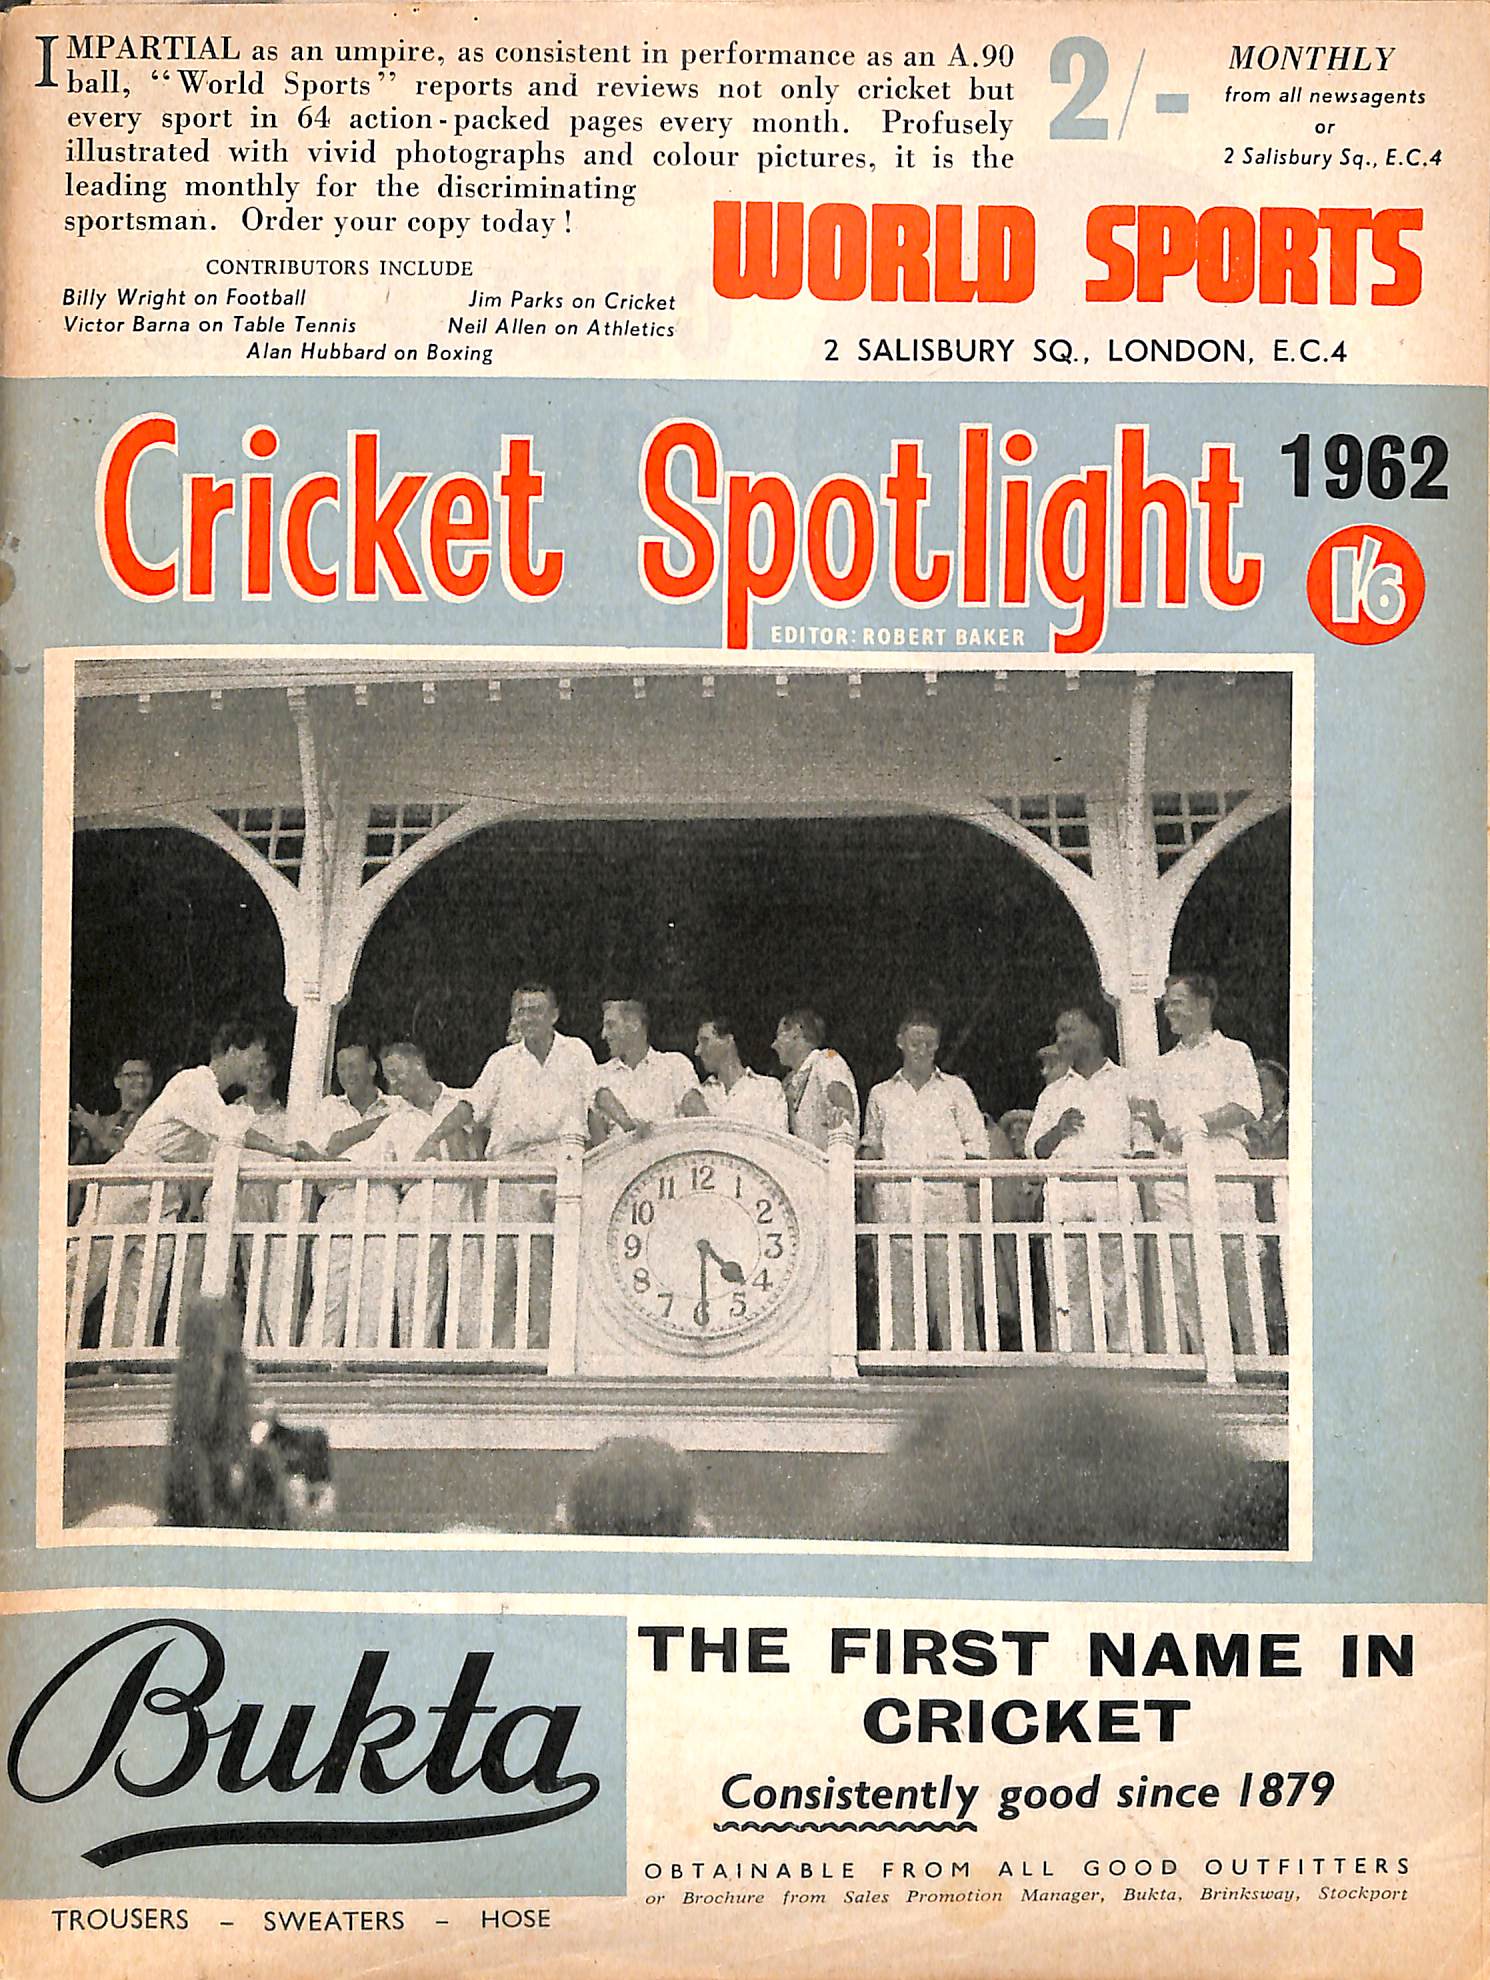 IMPARTIAL as an umpire, as consistent in performance as an A.90
ball, “World Sports” reports and reviews not only cricket but
every sport in 64 action-packed pages every month. Profusely
illustrated with vivid photographs and colour pictures, it is the
leading monthly for the discriminating
sportsman. Order your copy today !
CONTRIBUTORS INCLUDE
Billy Wright on Football
Jim Parks on Cricket
Victor Barna on Table Tennis
Neil Allen on Athletics
Alan Hubbard on Boxing
2/-
MONTHLY
from all newsagents
or
2 Salisbury Sq., E.C.4
WORLD SPORTS
2 SALISBURY SQ., LONDON, E.C.4
Cricket Spotlight
1962
1/6
EDITOR: ROBERT BAKER
12
1
2
3
4
5
6
7
8
9
10
11
Bukta
TROUSERS – SWEATERS – HOSE
THE FIRST NAME IN
CRICKET
Consistently good since 1879
OBTAINABLE FROM ALL GOOD OUTFITTERS
or Brochure from Sales Promotion Manager, Bukta, Brinksway, Stockport